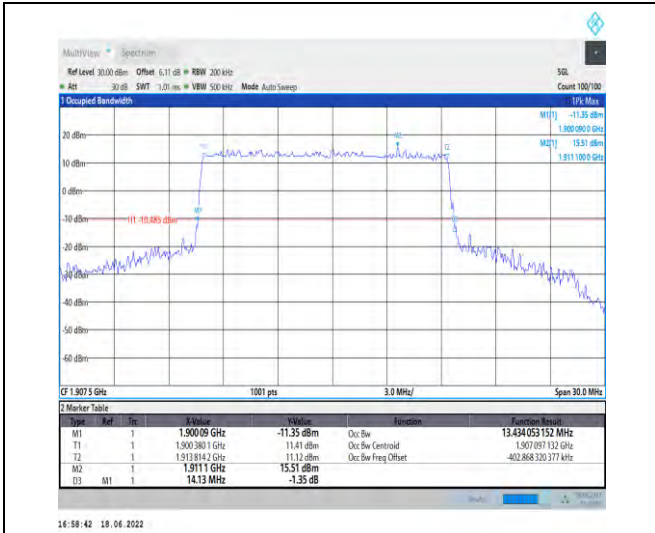 MultiView Spectrum
Ref Level 30.00 dBm Offset 6.11 dB RBW 200 kHz SGL
Att 30 dB SWT 1.01 ms VBW 500 kHz Mode Auto Sweep Count 100/100
1 Occupied Bandwidth 1Pk Max
M1[1] -11.35 dBm
1.900 090 0 GHz
M2[1] 15.51 dBm
1.911 100 0 GHz
20 dBm
M2
T2
10 dBm
0 dBm
M1
-10 dBm
H1 -10.485 dBm
-20 dBm
-30 dBm
-40 dBm
-50 dBm
-60 dBm
CF 1.907 5 GHz 1001 pts 3.0 MHz/ Span 30.0 MHz
2 Marker Table
Type Ref Trc X-Value Y-Value Function Function Result
M1 1 1.900 09 GHz -11.35 dBm Occ Bw 13.434 053 152 MHz
T1 1 1.900 380 1 GHz 11.41 dBm Occ Bw Centroid 1.907 097 132 GHz
T2 1 1.913 814 2 GHz 11.12 dBm Occ Bw Freq Offset -402.868 320 377 kHz
M2 1 1.911 1 GHz 15.51 dBm
D3 M1 1 14.13 MHz -1.35 dB
16:58:42 18.06.2022